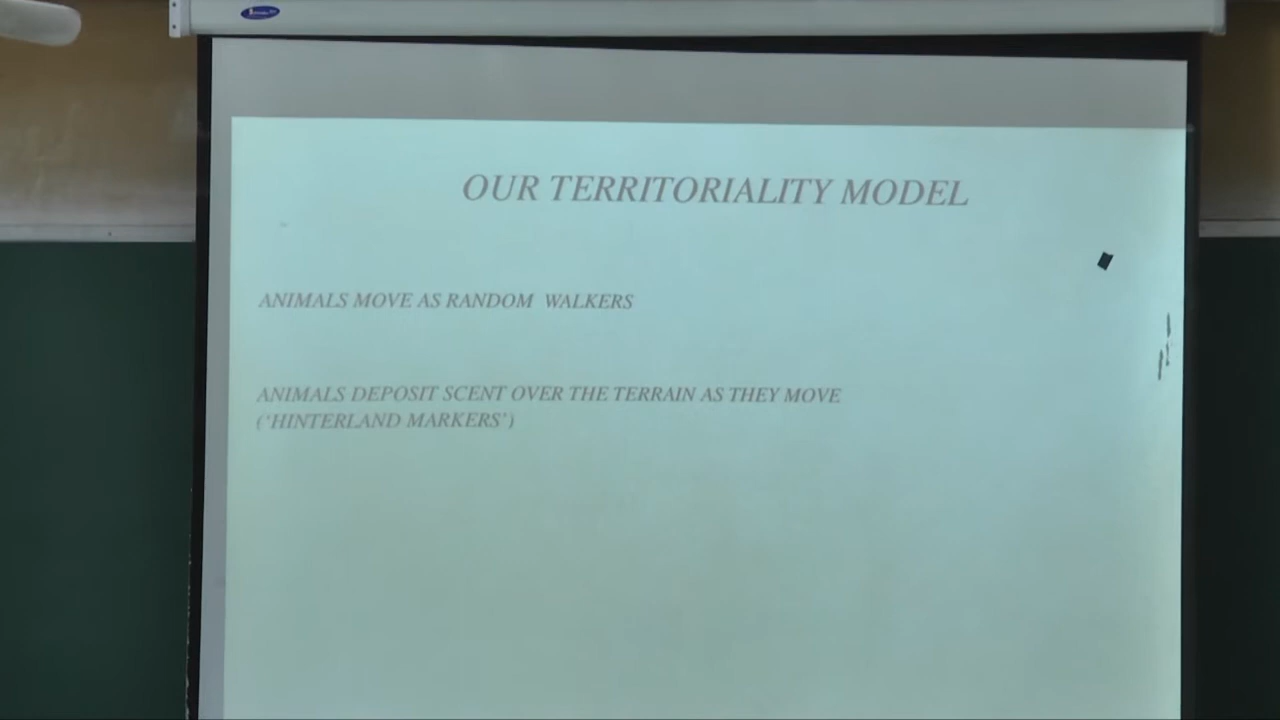 OUR TERRITORIALITY MODEL
ANIMALS MOVE AS RANDOM WALKERS
ANIMALS DEPOSIT SCENT OVER THE TERRAIN AS THEY MOVE
(‘HINTERLAND MARKERS’)